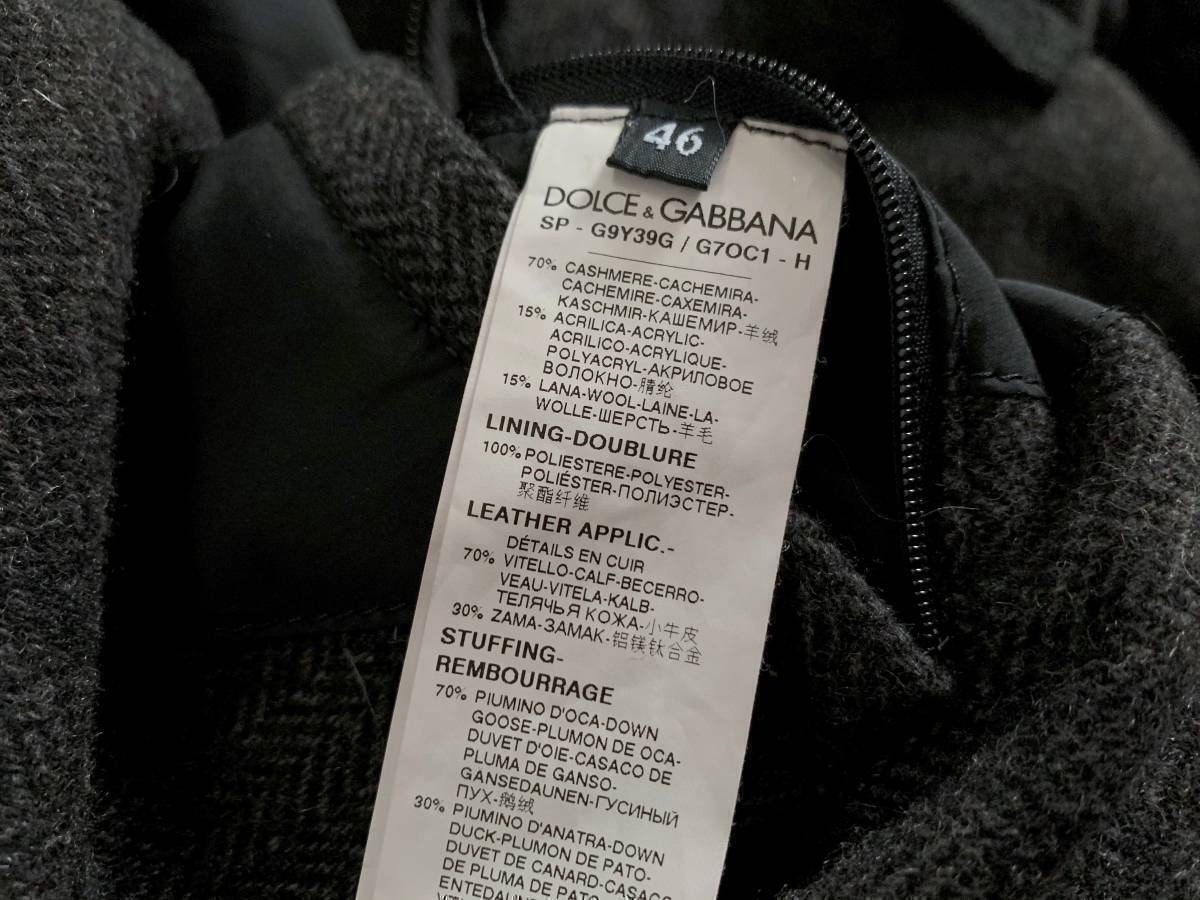 46
DOLCE & GABBANA
SP - G9Y39G / G7OC1 - H
70% CASHMERE-CACHEMIRA-
CACHEMIRE-CAXEMIRA-
KASCHMIR-КАШЕМИР-羊绒
15% ACRILICA-ACRYLIC-
ACRILICO-ACRYLIQUE-
POLYACRYL-АКРИЛОВОЕ
ВОЛОКНО-腈纶
15% LANA-WOOL-LAINE-LA-
WOLLE-ШЕРСТЬ-羊毛
LINING-DOUBLURE
100% POLIESTERE-POLYESTER-
POLIÉSTER-ПОЛИЭСТЕР-
聚酯纤维
LEATHER APPLIC.-
DÉTAILS EN CUIR
70% VITELLO-CALF-BECERRO-
VEAU-VITELA-KALB-
ТЕЛЯЧЬЯ КОЖА-小牛皮
30% ZAMA-ЗАМАК-铝镁钛合金
STUFFING-
REMBOURRAGE
70% PIUMINO D'OCA-DOWN
GOOSE-PLUMON DE OCA-
DUVET D'OIE-CASACO DE
PLUMA DE GANSO-
GANSEDAUNEN-ГУСИНЫЙ
ПУХ-鹅绒
30% PIUMINO D'ANATRA-DOWN
DUCK-PLUMON DE PATO-
DUVET DE CANARD-CASACO
DE PLUMA DE PATO-